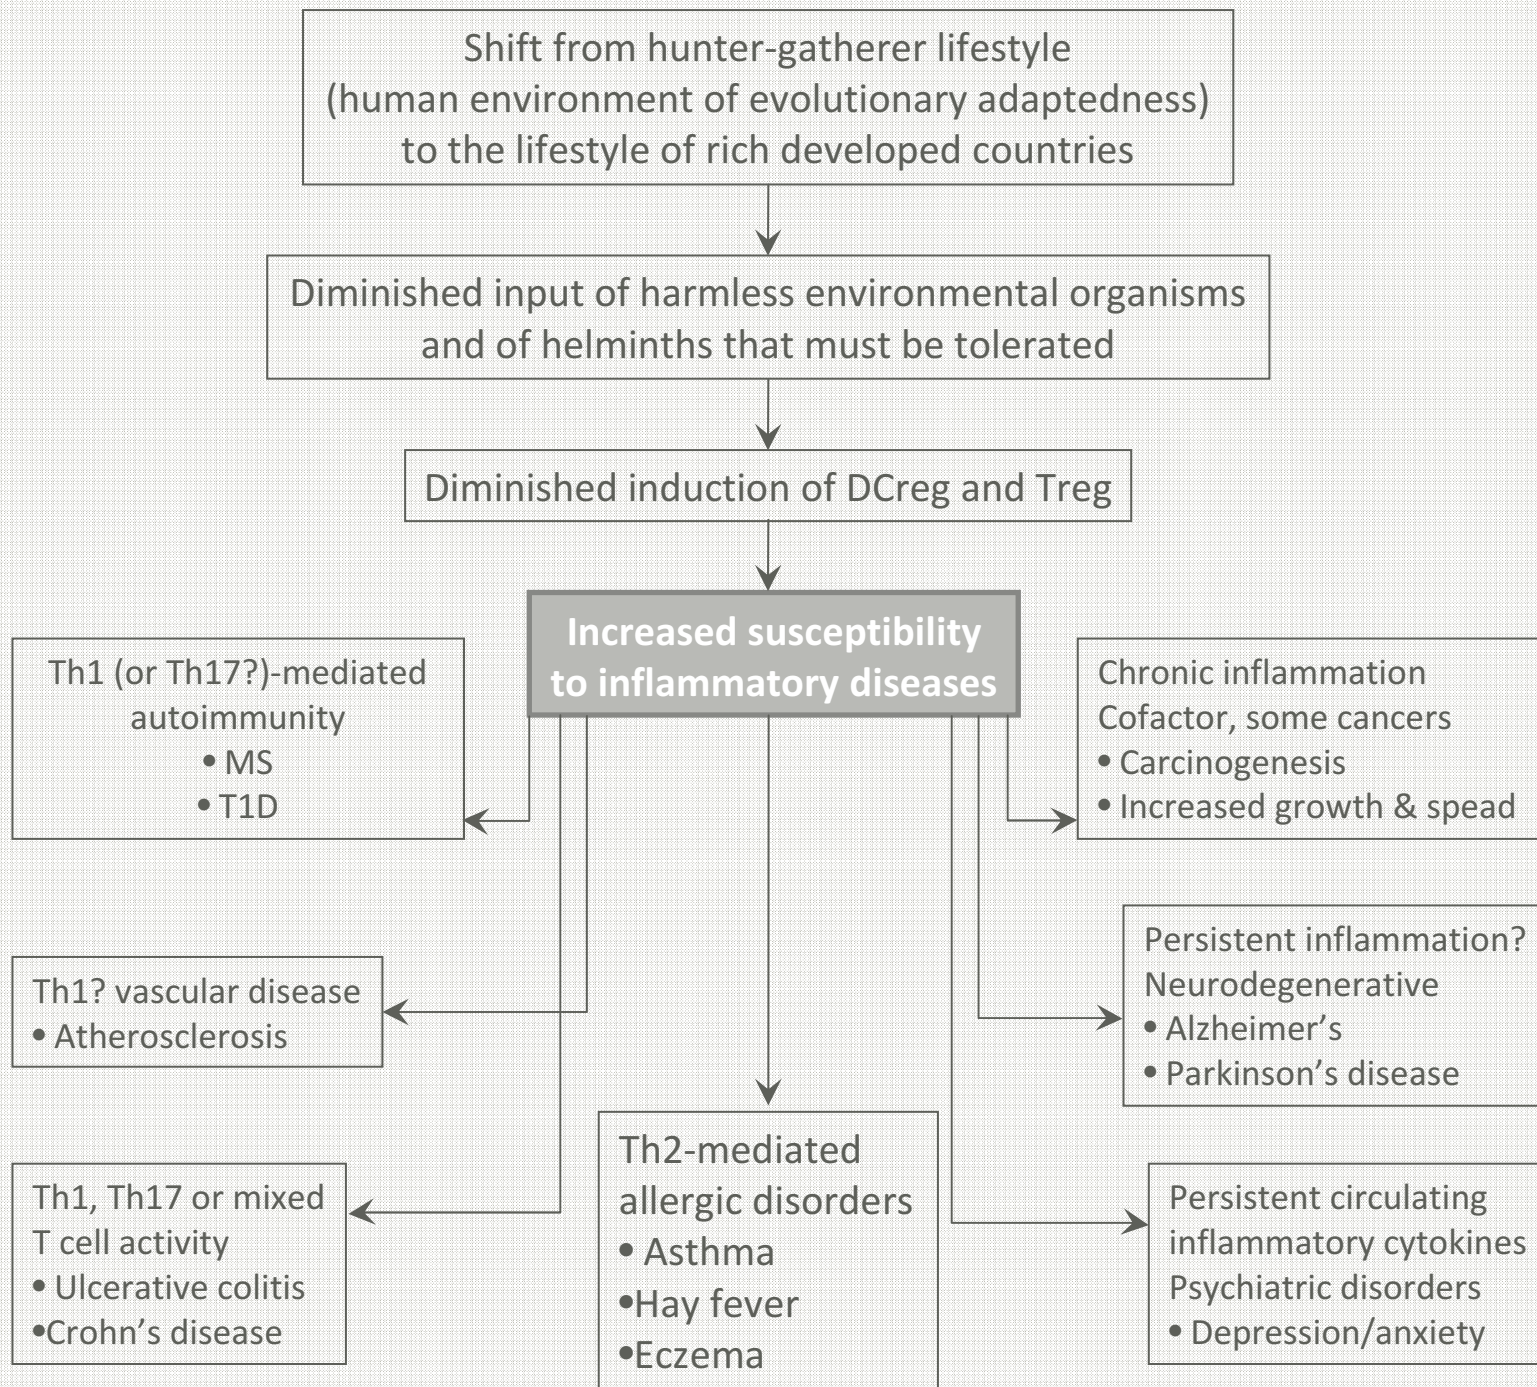 Shift from hunter-gatherer lifestyle
(human environment of evolutionary adaptedness)
to the lifestyle of rich developed countries
Diminished input of harmless environmental organisms
and of helminths that must be tolerated
Diminished induction of DCreg and Treg
Increased susceptibility
to inflammatory diseases
Th1 (or Th17?)-mediated
autoimmunity
• MS
• T1D
Chronic inflammation
Cofactor, some cancers
• Carcinogenesis
• Increased growth & spead
Th1? vascular disease
• Atherosclerosis
Persistent inflammation?
Neurodegenerative
• Alzheimer’s
• Parkinson’s disease
Th1, Th17 or mixed
T cell activity
• Ulcerative colitis
•Crohn’s disease
Th2-mediated
allergic disorders
• Asthma
•Hay fever
•Eczema
Persistent circulating
inflammatory cytokines
Psychiatric disorders
• Depression/anxiety